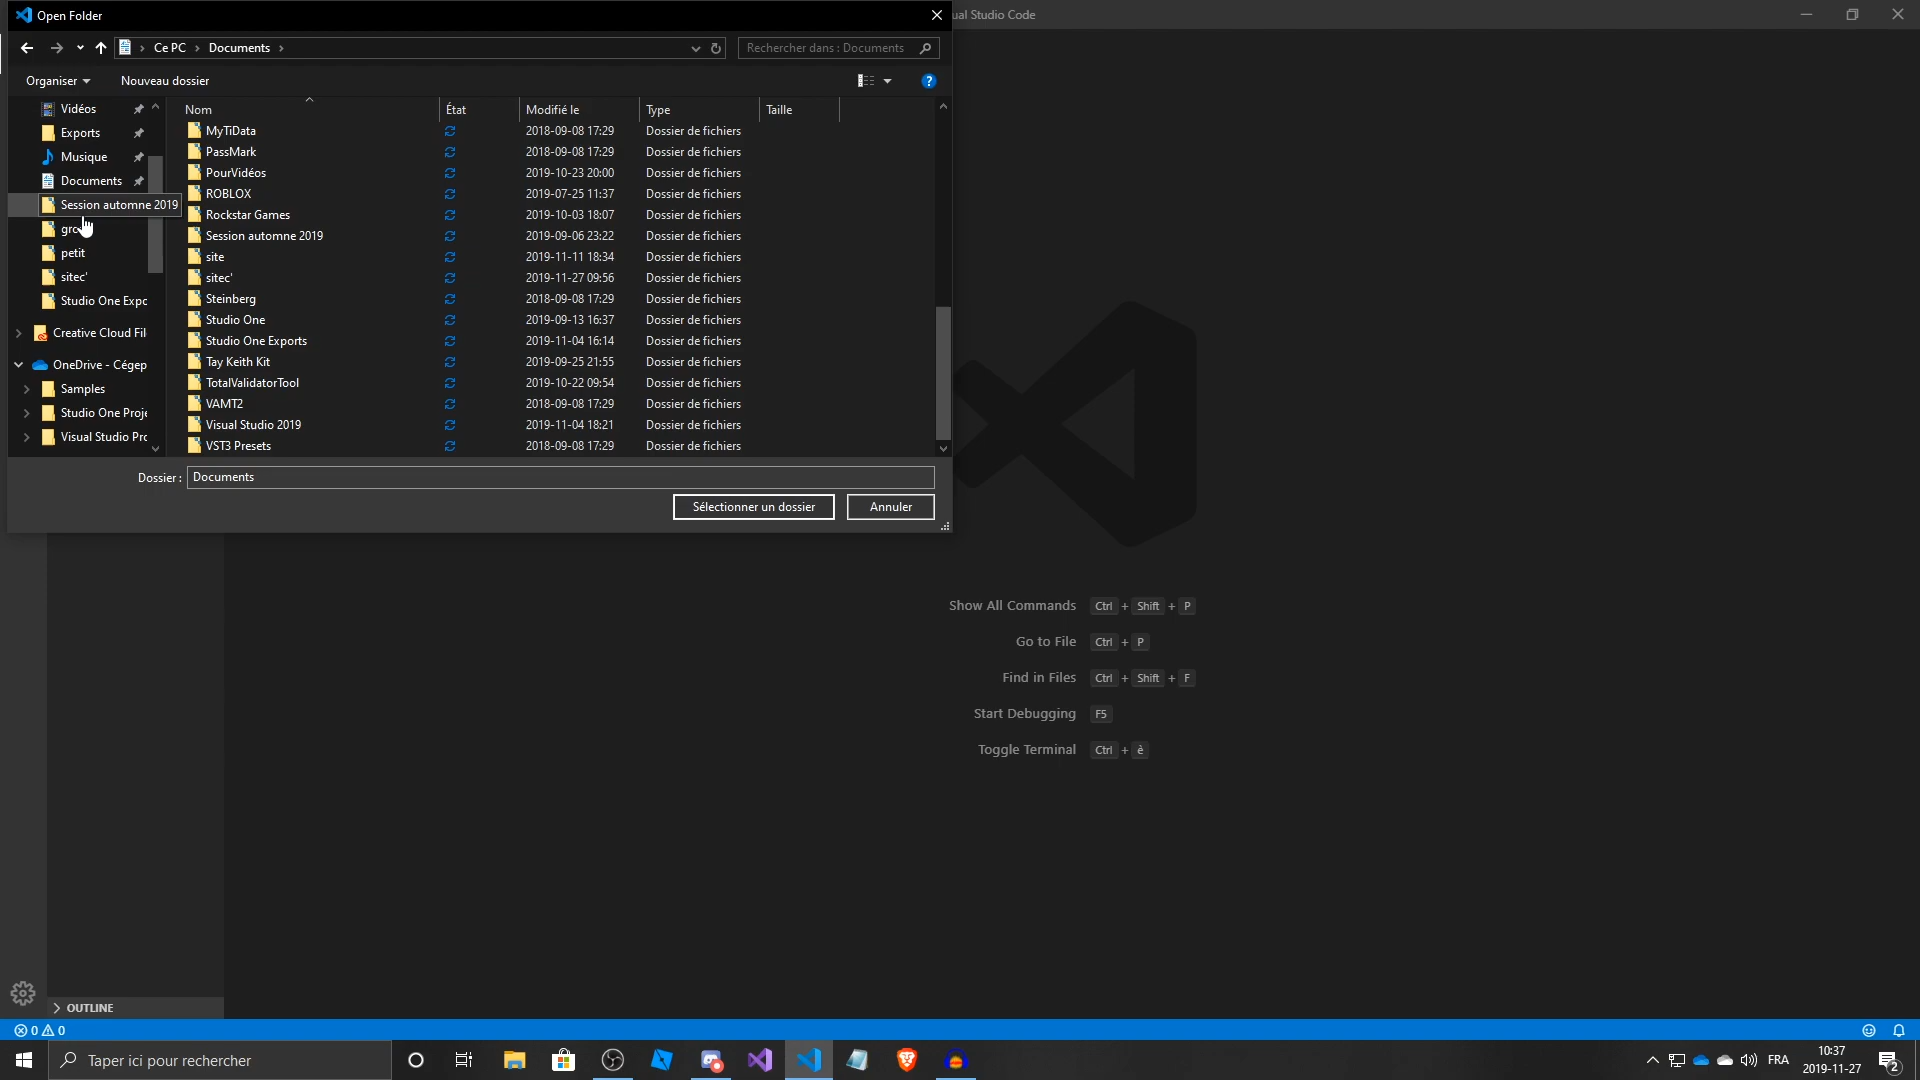 Open Folder
ual Studio Code
Ce PC > Documents >
Rechercher dans : Documents
Organiser
Nouveau dossier
?
Vidéos
Exports
Musique
Documents
Session automne 2019
petit
sitec'
Studio One Expc
Creative Cloud Fil
OneDrive - Cégep
Samples
Studio One Proje
Visual Studio Prc
Nom État Modifié le Type Taille
MyTiData 2018-09-08 17:29 Dossier de fichiers
PassMark 2018-09-08 17:29 Dossier de fichiers
PourVidéos 2019-10-23 20:00 Dossier de fichiers
ROBLOX 2019-07-25 11:37 Dossier de fichiers
Rockstar Games 2019-10-03 18:07 Dossier de fichiers
Session automne 2019 2019-09-06 23:22 Dossier de fichiers
site 2019-11-11 18:34 Dossier de fichiers
sitec' 2019-11-27 09:56 Dossier de fichiers
Steinberg 2018-09-08 17:29 Dossier de fichiers
Studio One 2019-09-13 16:37 Dossier de fichiers
Studio One Exports 2019-11-04 16:14 Dossier de fichiers
Tay Keith Kit 2019-09-25 21:55 Dossier de fichiers
TotalValidatorTool 2019-10-22 09:54 Dossier de fichiers
VAMT2 2018-09-08 17:29 Dossier de fichiers
Visual Studio 2019 2019-11-04 18:21 Dossier de fichiers
VST3 Presets 2018-09-08 17:29 Dossier de fichiers
Dossier : Documents
Sélectionner un dossier
Annuler
Show All Commands Ctrl + Shift + P
Go to File Ctrl + P
Find in Files Ctrl + Shift + F
Start Debugging F5
Toggle Terminal Ctrl + è
OUTLINE
0 0
Taper ici pour rechercher
FRA
10:37
2019-11-27
2